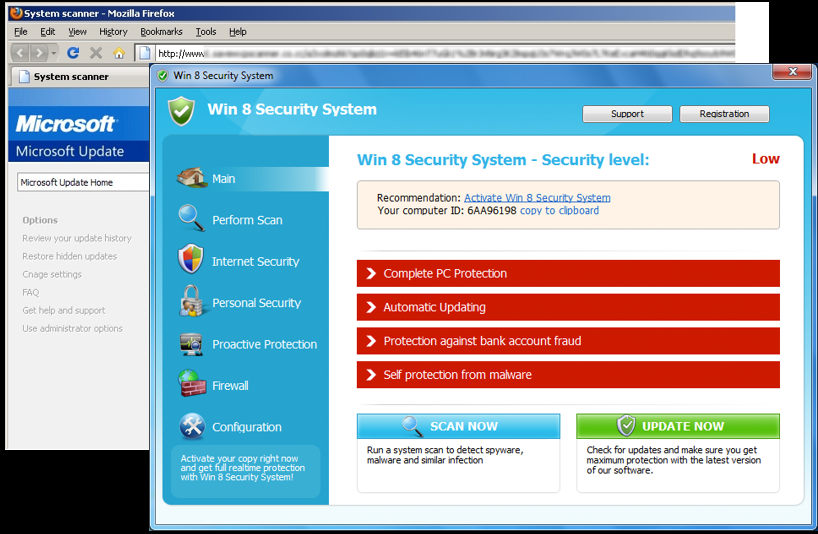 System scanner - Mozilla Firefox
File Edit View History Bookmarks Tools Help
http://www.
System scanner
Microsoft
Microsoft Update
Microsoft Update Home
Options
Review your update history
Restore hidden updates
Cnage settings
FAQ
Get help and support
Use administrator options
Win 8 Security System
Win 8 Security System
Support
Registration
Main
Perform Scan
Internet Security
Personal Security
Proactive Protection
Firewall
Configuration
Activate your copy right now
and get full realtime protection
with Win 8 Security System!
Win 8 Security System - Security level:
Low
Recommendation: Activate Win 8 Security System
Your computer ID: 6AA96198 copy to clipboard
Complete PC Protection
Automatic Updating
Protection against bank account fraud
Self protection from malware
SCAN NOW
Run a system scan to detect spyware,
malware and similar infection
UPDATE NOW
Check for updates and make sure you get
maximum protection with the latest version
of our software.